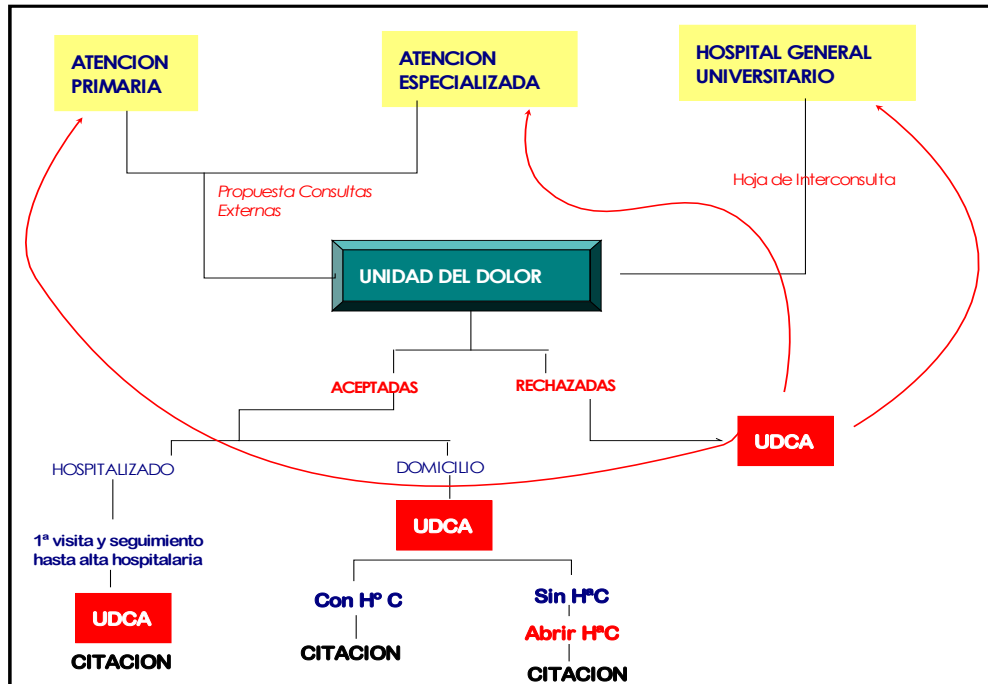 ATENCION
PRIMARIA
ATENCION
ESPECIALIZADA
HOSPITAL GENERAL
UNIVERSITARIO
Propuesta Consultas
Externas
Hoja de Interconsulta
UNIDAD DEL DOLOR
ACEPTADAS
RECHAZADAS
UDCA
HOSPITALIZADO
DOMICILIO
UDCA
1ª visita y seguimiento
hasta alta hospitalaria
UDCA
CITACION
Con Hº C
CITACION
Sin HªC
Abrir HªC
CITACION